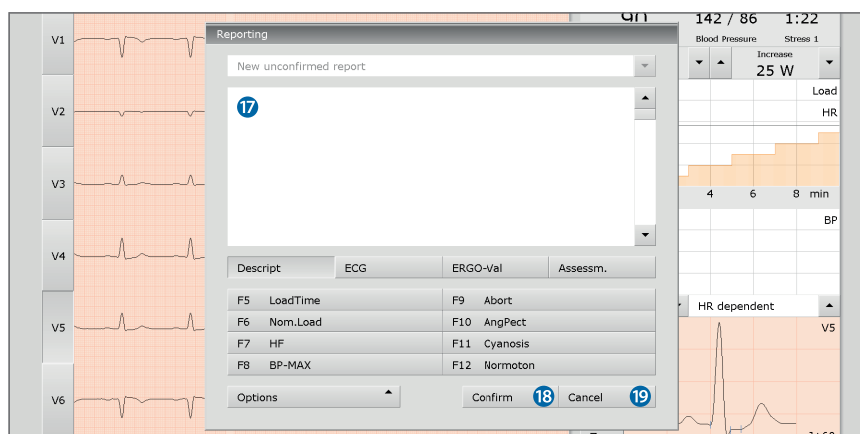 90 142 / 86 1:22
Blood Pressure Stress 1
Increase
25 W
Load
HR
4 6 8 min
BP
HR dependent
V5
V1
V2
V3
V4
V5
V6
Reporting
New unconfirmed report
17
Descript ECG ERGO-Val Assessm.
F5 LoadTime F9 Abort
F6 Nom.Load F10 AngPect
F7 HF F11 Cyanosis
F8 BP-MAX F12 Normoton
Options Confirm 18 Cancel 19